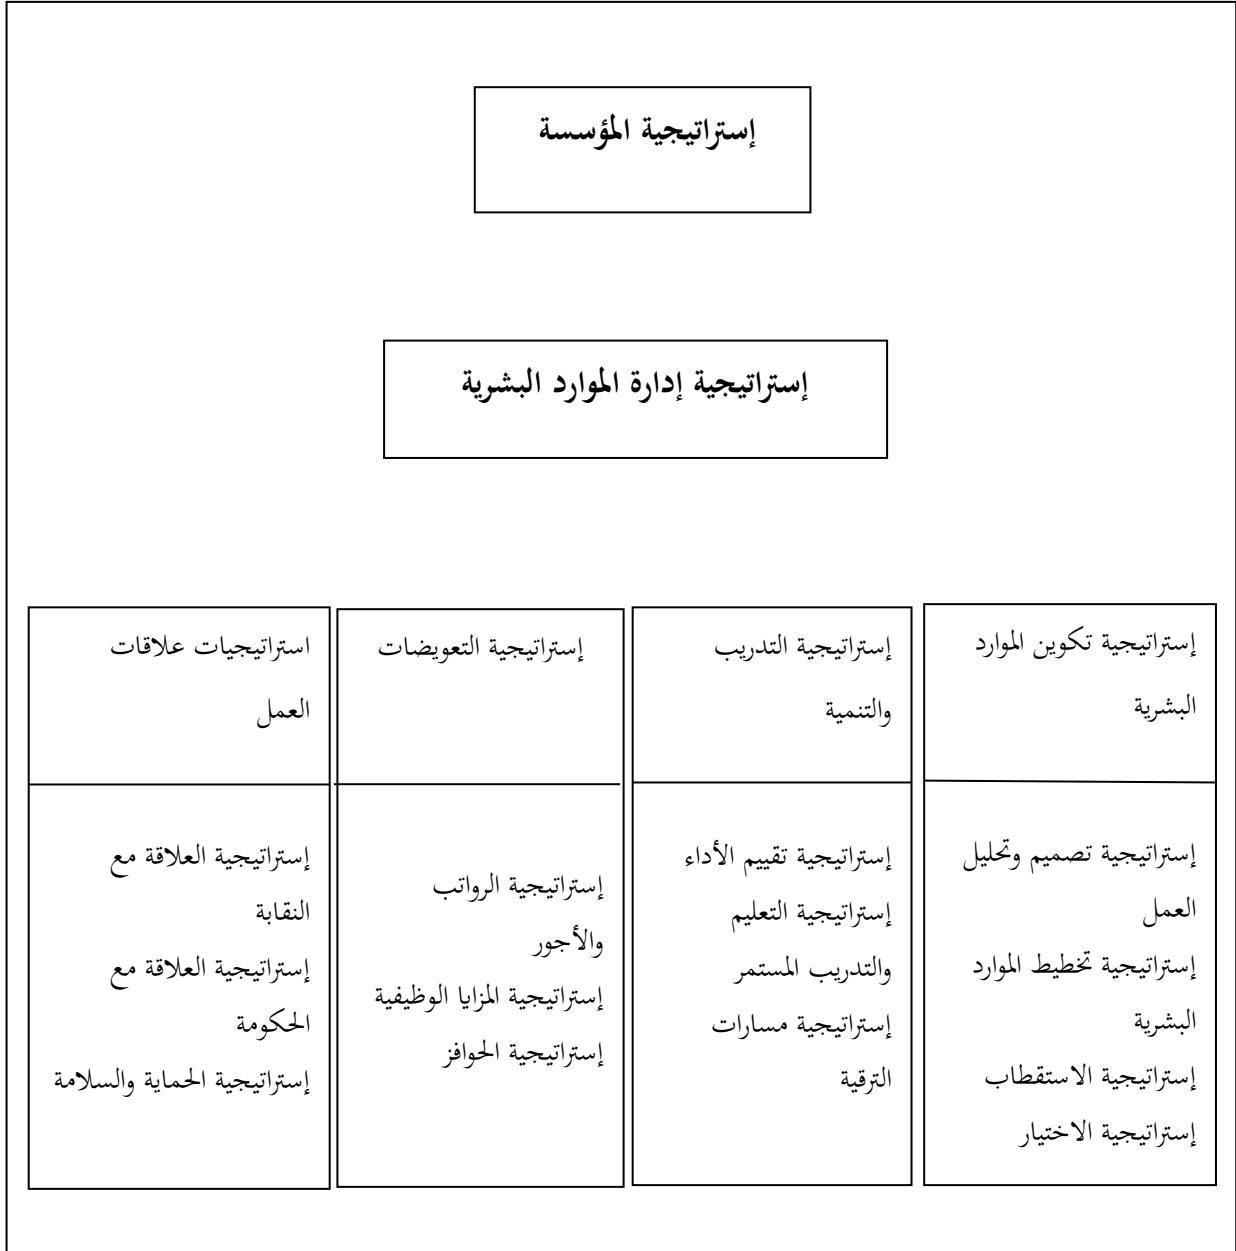 إستراتيجية المؤسسة
إستراتيجية إدارة الموارد البشرية
إستراتيجية تكوين الموارد
البشرية
إستراتيجية تصميم وتحليل
العمل
إستراتيجية تخطيط الموارد
البشرية
إستراتيجية الاستقطاب
إستراتيجية الاختيار
إستراتيجية التدريب
والتنمية
إستراتيجية تقييم الأداء
إستراتيجية التعليم
والتدريب المستمر
إستراتيجية مسارات
الترقية
إستراتيجية التعويضات
إستراتيجية الرواتب
والأجور
إستراتيجية المزايا الوظيفية
إستراتيجية الحوافز
استراتيجيات علاقات
العمل
إستراتيجية العلاقة مع
النقابة
إستراتيجية العلاقة مع
الحكومة
إستراتيجية الحماية والسلامة